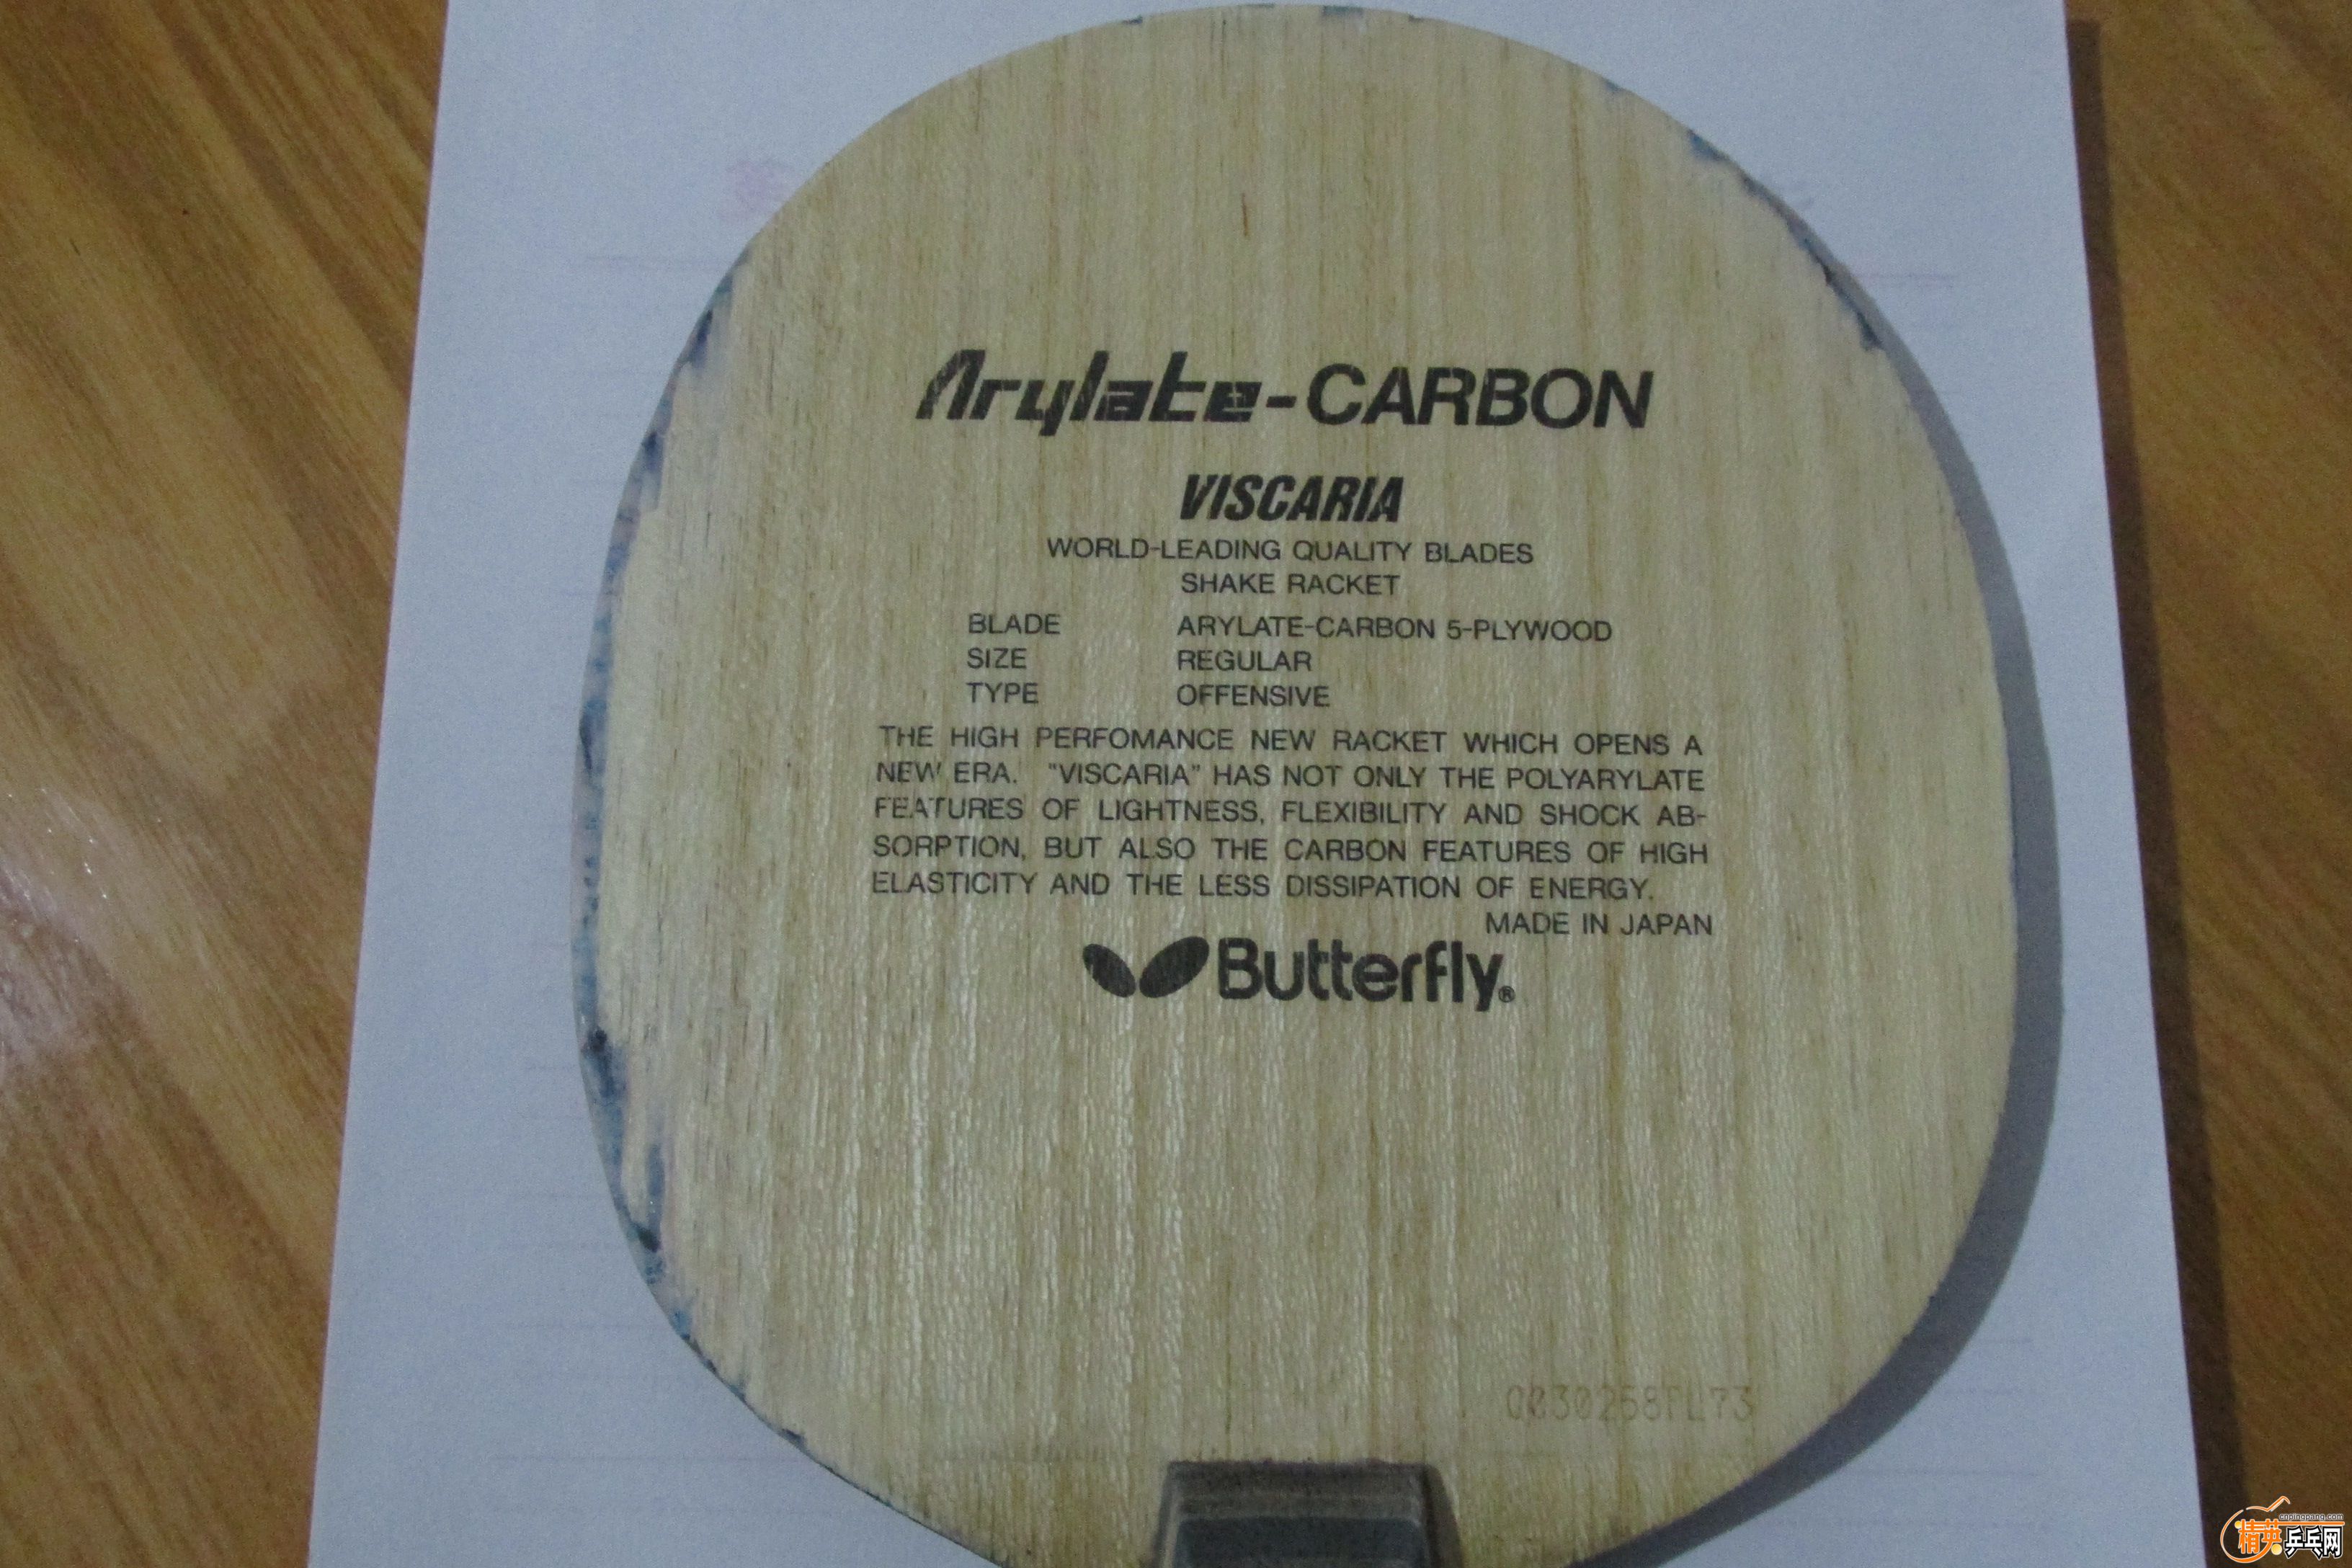 Arylate-CARBON
VISCARIA
WORLD-LEADING QUALITY BLADES
SHAKE RACKET
BLADE ARYLATE-CARBON 5-PLYWOOD
SIZE REGULAR
TYPE OFFENSIVE
THE HIGH PERFOMANCE NEW RACKET WHICH OPENS A
NEW ERA. "VISCARIA" HAS NOT ONLY THE POLYARYLATE
FEATURES OF LIGHTNESS, FLEXIBILITY AND SHOCK AB-
SORPTION, BUT ALSO THE CARBON FEATURES OF HIGH
ELASTICITY AND THE LESS DISSIPATION OF ENERGY.
MADE IN JAPAN
Butterfly®
cnpingpang.com
精英乒乓网